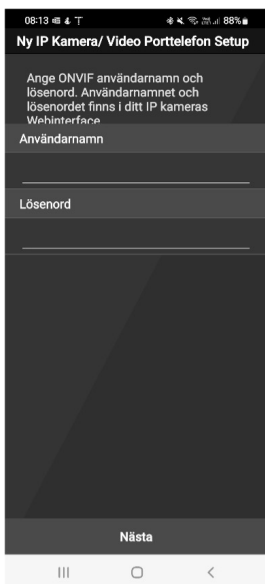 08:13 88%
Ny IP Kamera/ Video Porttelefon Setup
Ange ONVIF användarnamn och
lösenord. Användarnamnet och
lösenordet finns i ditt IP kameras
Webinterface
Användarnamn
Lösenord
Nästa